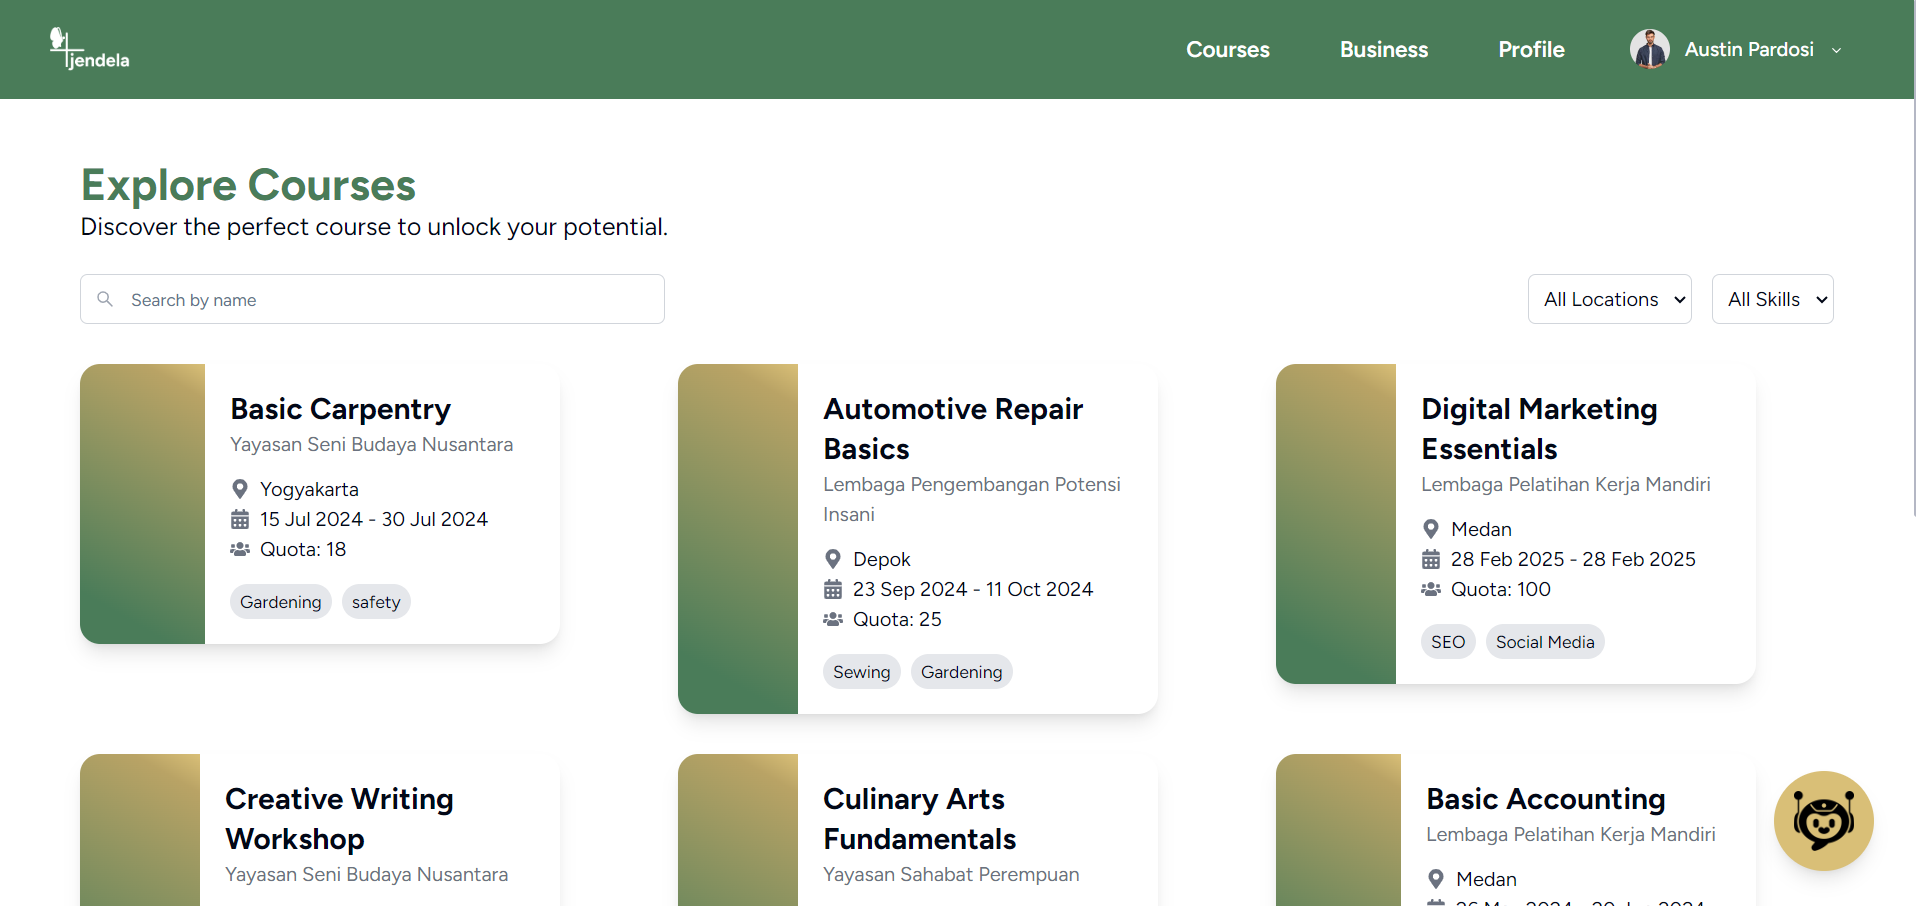 jendela
Courses
Business
Profile
Austin Pardosi
Explore Courses
Discover the perfect course to unlock your potential.
Search by name
All Locations
All Skills
Basic Carpentry
Yayasan Seni Budaya Nusantara
Yogyakarta
15 Jul 2024 - 30 Jul 2024
Quota: 18
Gardening
safety
Automotive Repair
Basics
Lembaga Pengembangan Potensi
Insani
Depok
23 Sep 2024 - 11 Oct 2024
Quota: 25
Sewing
Gardening
Digital Marketing
Essentials
Lembaga Pelatihan Kerja Mandiri
Medan
28 Feb 2025 - 28 Feb 2025
Quota: 100
SEO
Social Media
Creative Writing
Workshop
Yayasan Seni Budaya Nusantara
Culinary Arts
Fundamentals
Yayasan Sahabat Perempuan
Basic Accounting
Lembaga Pelatihan Kerja Mandiri
Medan